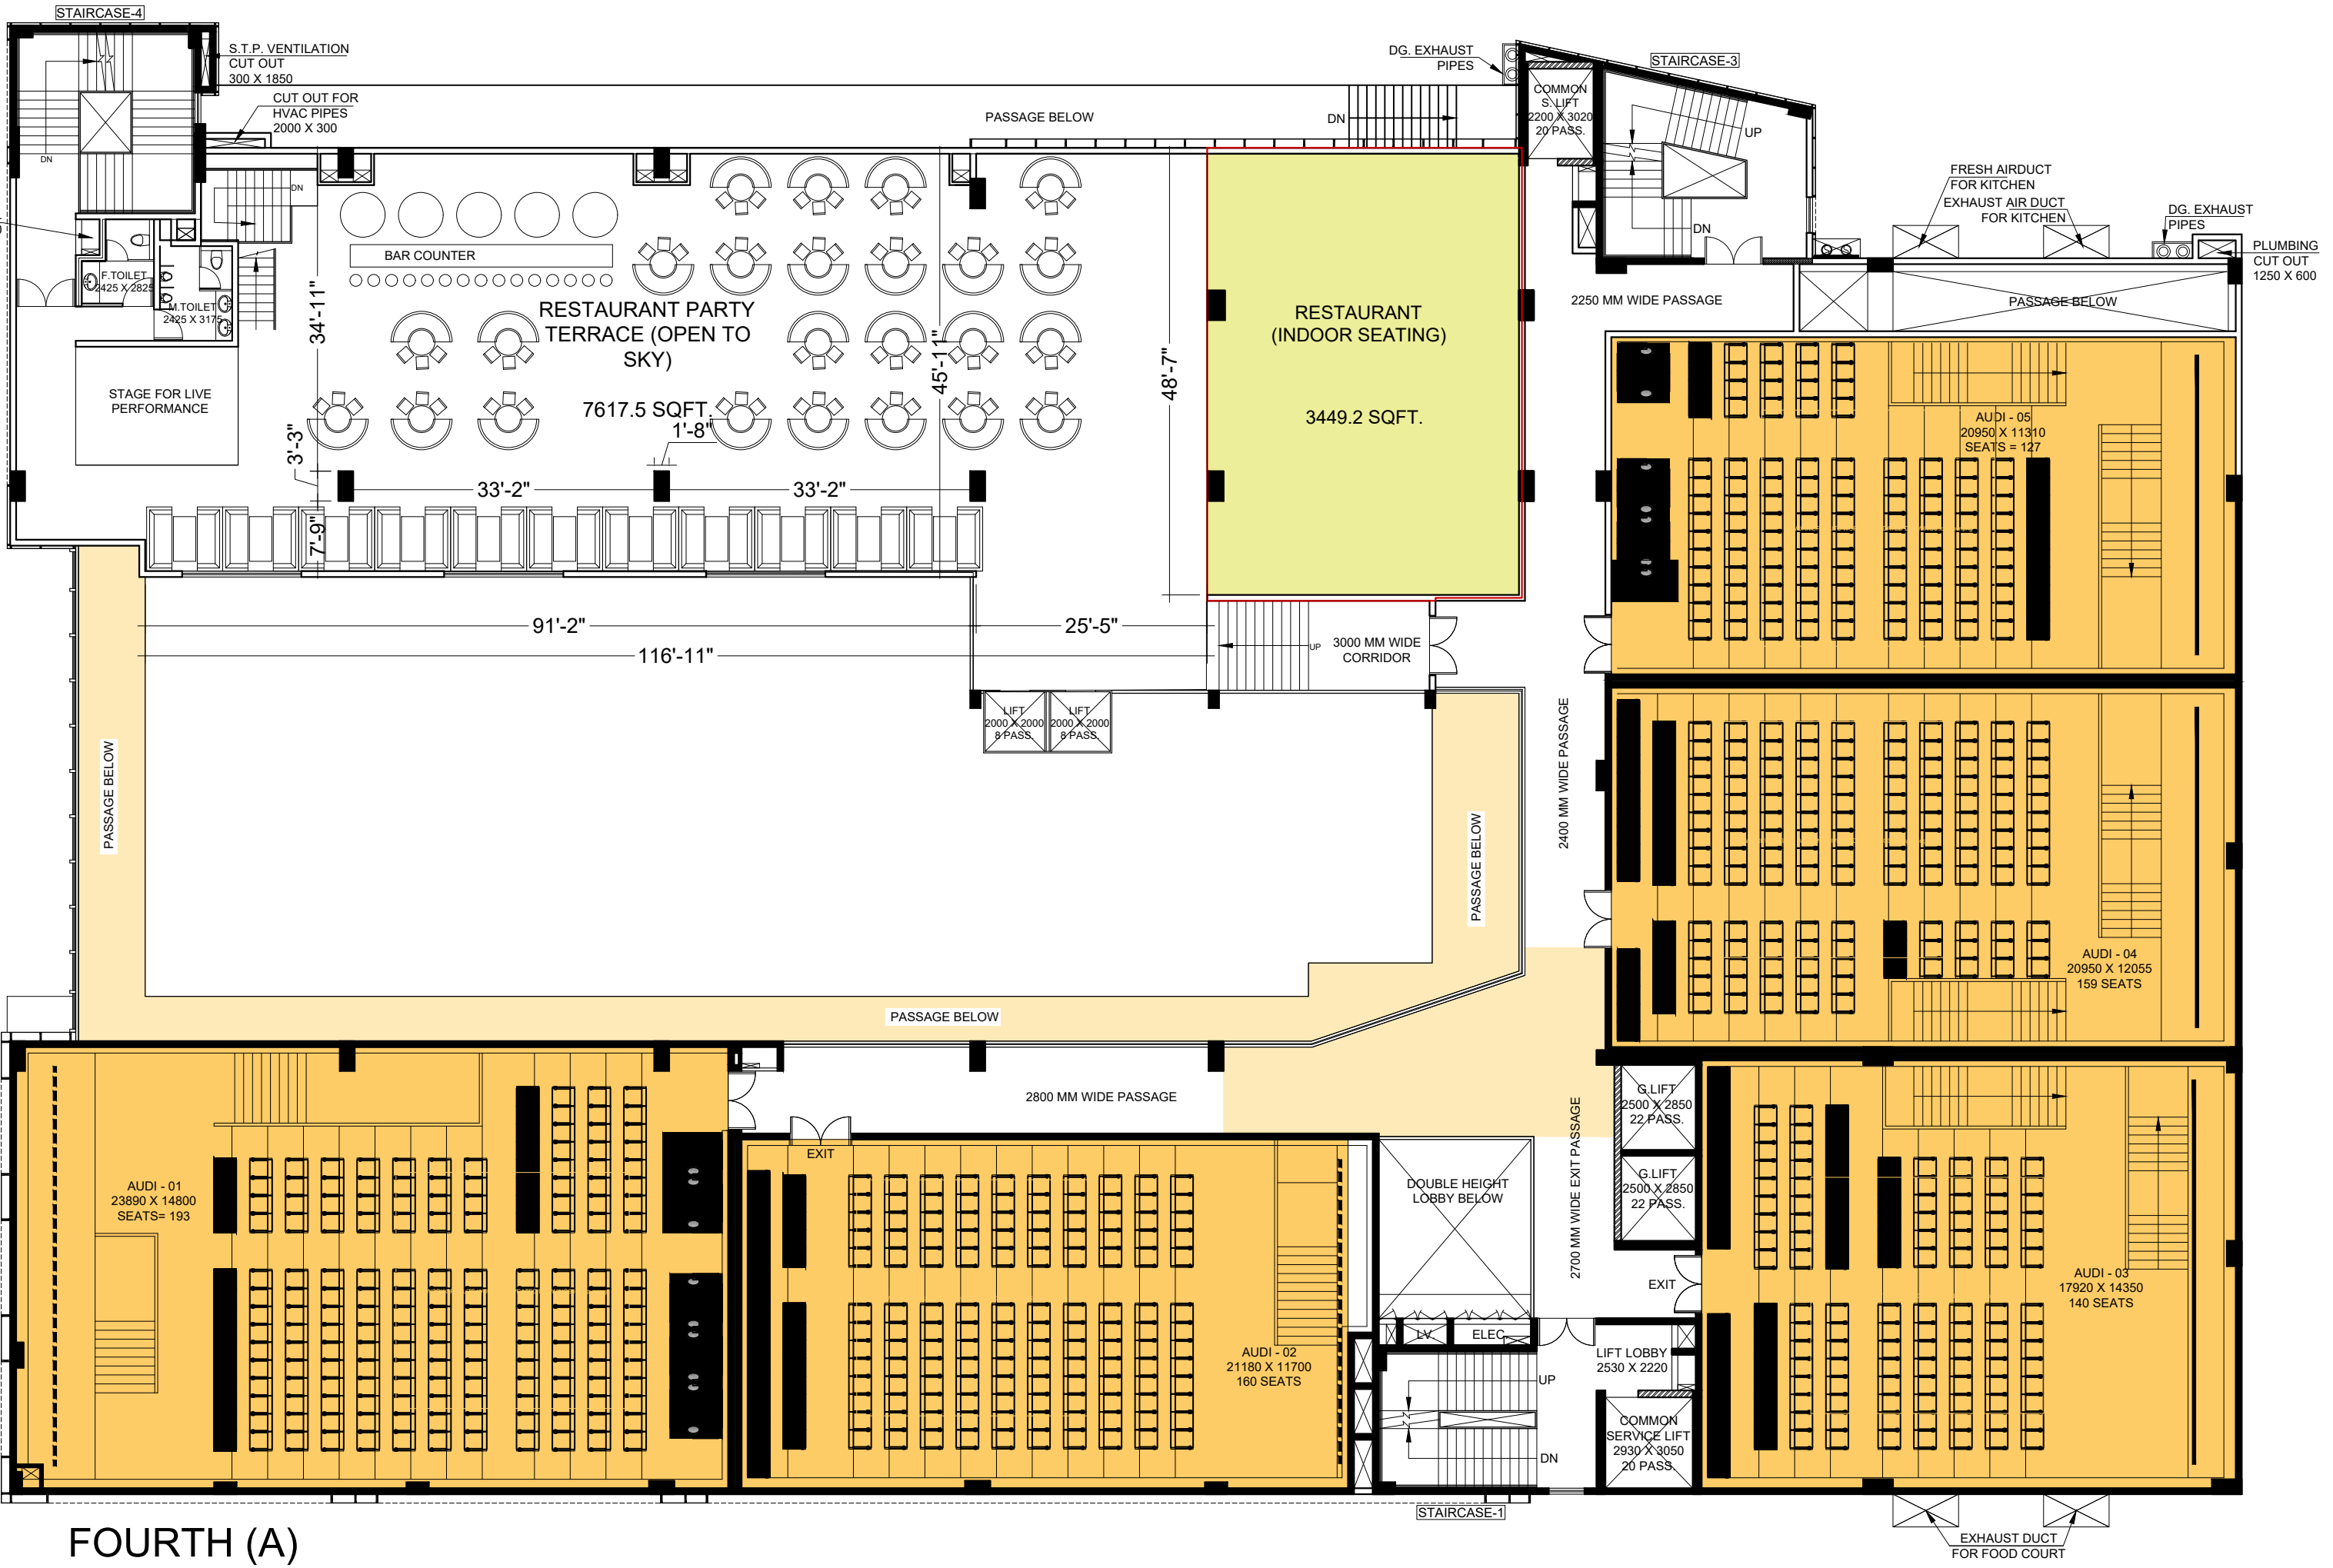 STAIRCASE-4
S.T.P. VENTILATION
CUT OUT
300 X 1850
CUT OUT FOR
HVAC PIPES
2000 X 300
PASSAGE BELOW
DN
DG. EXHAUST
PIPES
COMMON
S. LIFT
2200 X 3020
20 PASS.
STAIRCASE-3
UP
DN
FRESH AIRDUCT
FOR KITCHEN
EXHAUST AIR DUCT
FOR KITCHEN
DG. EXHAUST
PIPES
PLUMBING
CUT OUT
1250 X 600
DN
DN
F.TOILET
2425 X 2825
M.TOILET
2425 X 3175
STAGE FOR LIVE
PERFORMANCE
BAR COUNTER
34'-11"
RESTAURANT PARTY
TERRACE (OPEN TO
SKY)
7617.5 SQFT.
45'-11"
48'-7"
3'-3"
1'-8"
33'-2"
33'-2"
7'-9"
RESTAURANT
(INDOOR SEATING)
3449.2 SQFT.
2250 MM WIDE PASSAGE
PASSAGE BELOW
AUDI - 05
20950 X 11310
SEATS = 127
91'-2"
25'-5"
116'-11"
UP
3000 MM WIDE
CORRIDOR
LIFT
2000 X 2000
8 PASS.
LIFT
2000 X 2000
8 PASS.
PASSAGE BELOW
PASSAGE BELOW
2400 MM WIDE PASSAGE
AUDI - 04
20950 X 12055
159 SEATS
PASSAGE BELOW
2800 MM WIDE PASSAGE
EXIT
AUDI - 01
23890 X 14800
SEATS= 193
AUDI - 02
21180 X 11700
160 SEATS
DOUBLE HEIGHT
LOBBY BELOW
2700 MM WIDE EXIT PASSAGE
G.LIFT
2500 X 2850
22 PASS.
G.LIFT
2500 X 2850
22 PASS.
EXIT
AUDI - 03
17920 X 14350
140 SEATS
LV
ELEC
LIFT LOBBY
2530 X 2220
UP
DN
COMMON
SERVICE LIFT
2930 X 3050
20 PASS.
STAIRCASE-1
EXHAUST DUCT
FOR FOOD COURT
FOURTH (A)